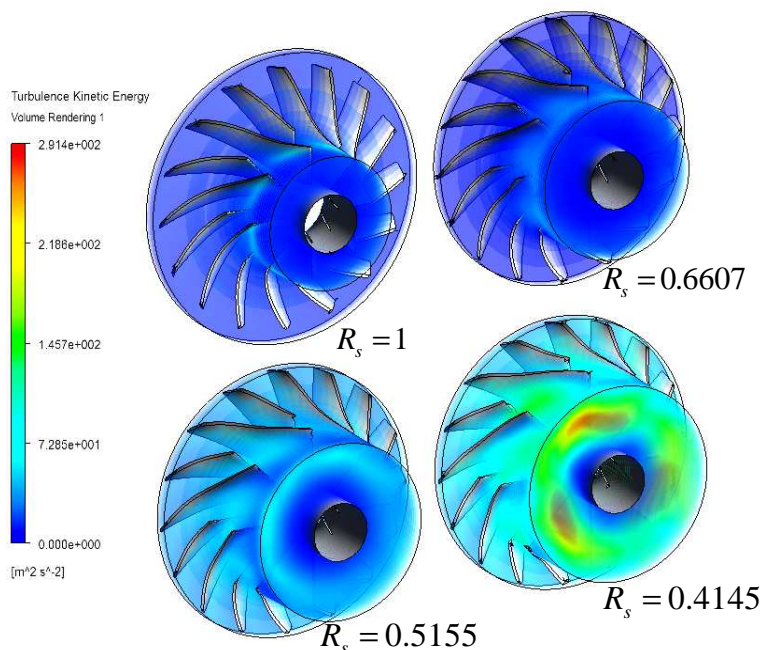 Turbulence Kinetic Energy
Volume Rendering 1
2.914e+002
2.186e+002
1.457e+002
7.285e+001
0.000e+000
[m^2 s^-2]
R_s = 1
R_s = 0.6607
R_s = 0.5155
R_s = 0.4145